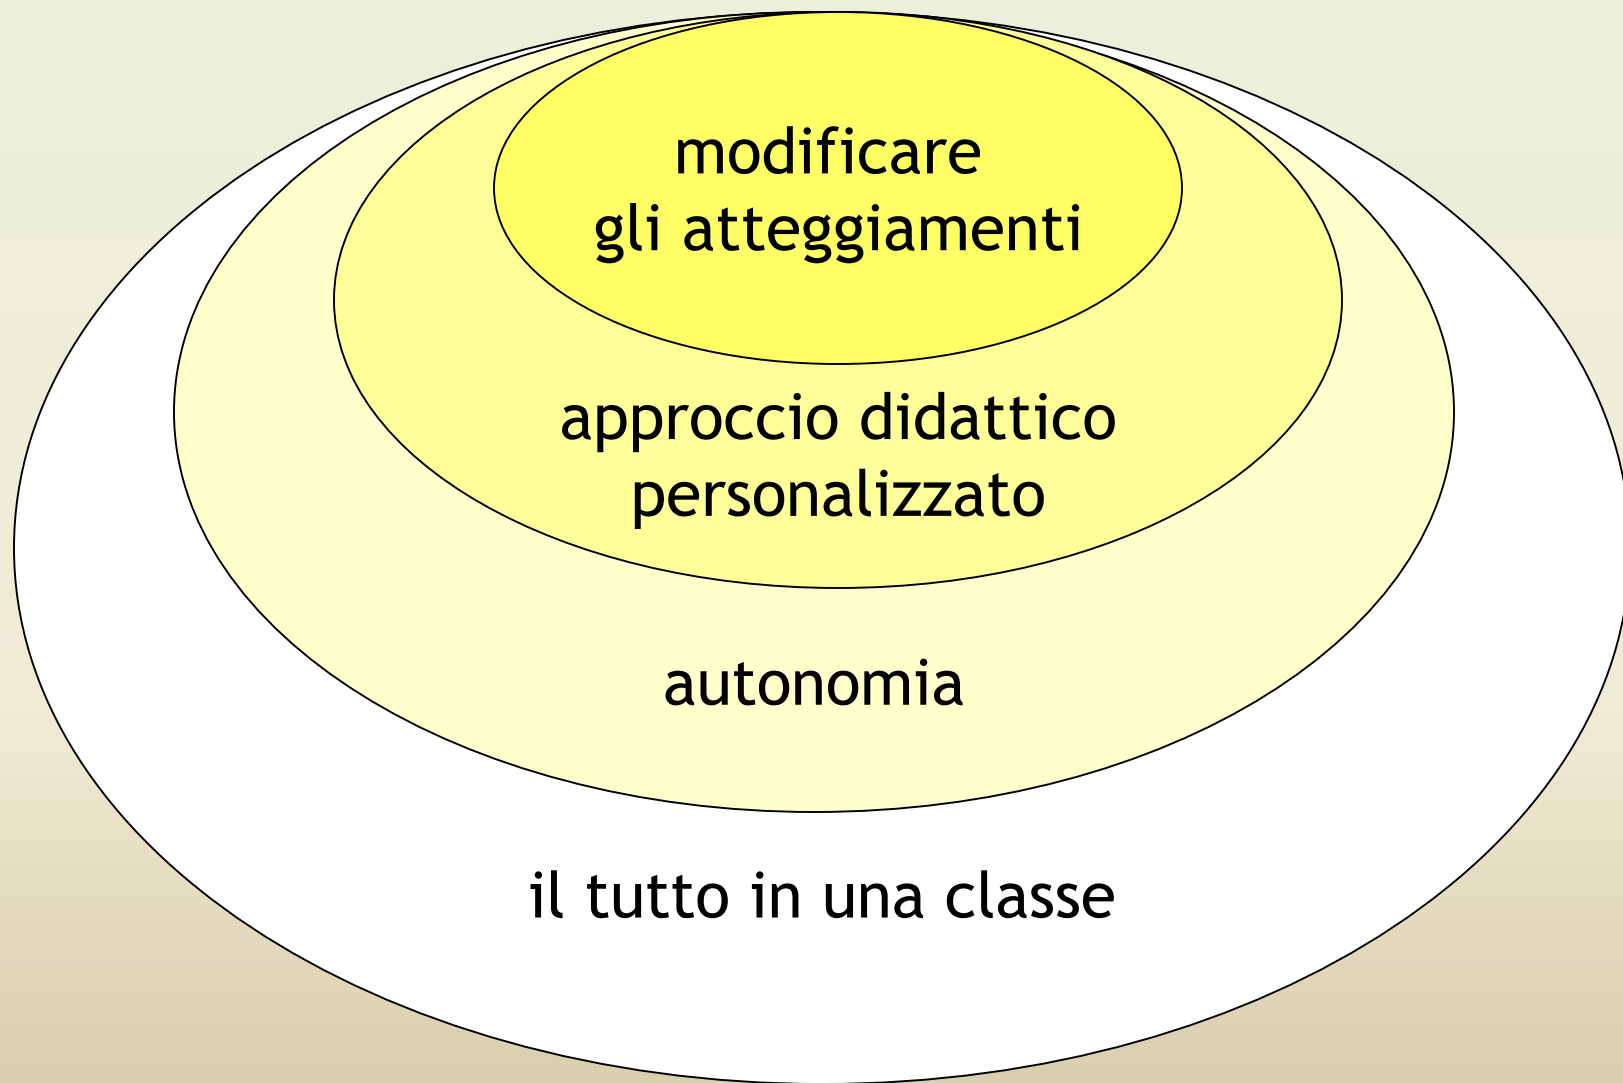 modificare
gli atteggiamenti
approccio didattico
personalizzato
autonomia
il tutto in una classe